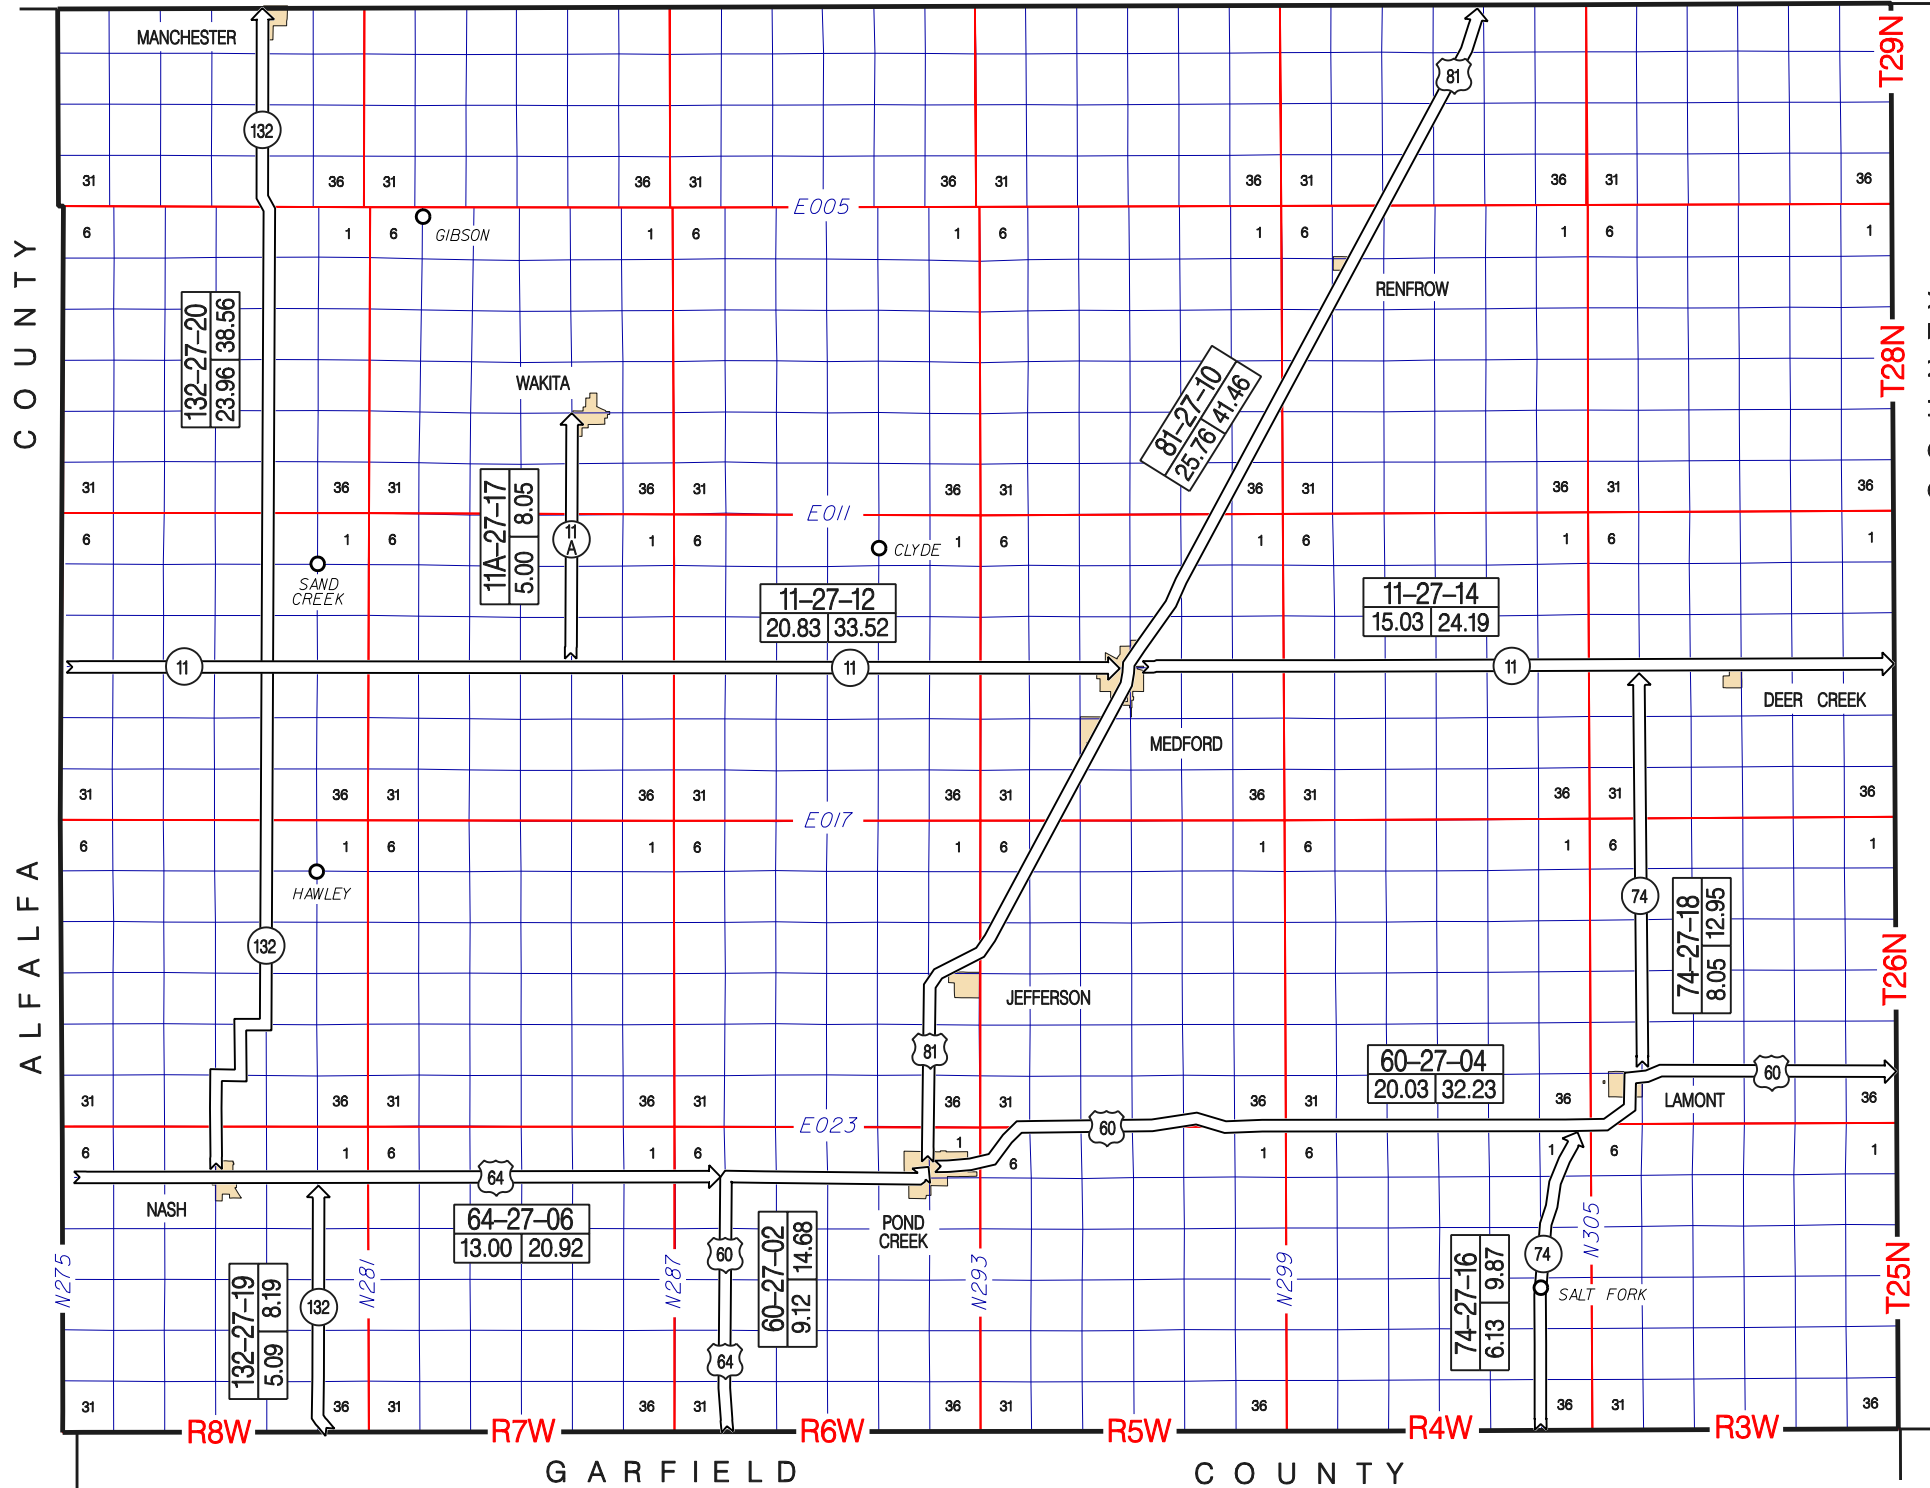 MANCHESTER
81
T29N
132
31 36 31 36 31 36 31 36 31 36 31 36
E005
6 1 6 1 6 1 6 1 6 1 6 1
GIBSON
COUNTY
RENFROW
132-27-20
23.96 38.56
T28N
81-27-10
25.76 41.46
WAKITA
31 36 31 36 31 36 31 36 31 36 31 36
11A-27-17
5.00 8.05
E011
6 1 6 1 6 1 6 1 6 1 6 1
11
A
CLYDE
SAND
CREEK
11-27-12
20.83 33.52
11-27-14
15.03 24.19
11
11
11
DEER CREEK
MEDFORD
31 36 31 36 31 36 31 36 31 36 31 36
E017
6 1 6 1 6 1 6 1 6 1 6 1
HAWLEY
ALFALFA
74
74-27-18
8.05 12.95
132
T26N
JEFFERSON
81
60-27-04
20.03 32.23
60
31 36 31 36 31 36 31 36 31 36 36
LAMONT
E023
60
6 1 6 1 6 1 6 1 6 1 6 1
64
NASH
64-27-06
13.00 20.92
POND
CREEK
60-27-02
9.12 14.68
60
74
74-27-16
6.13 9.87
N275
N281
N287
N293
N299
N305
T25N
SALT FORK
132-27-19
5.09 8.19
132
64
31 36 31 36 31 36 31 36 36 31 36
R8W R7W R6W R5W R4W R3W
GARFIELD COUNTY